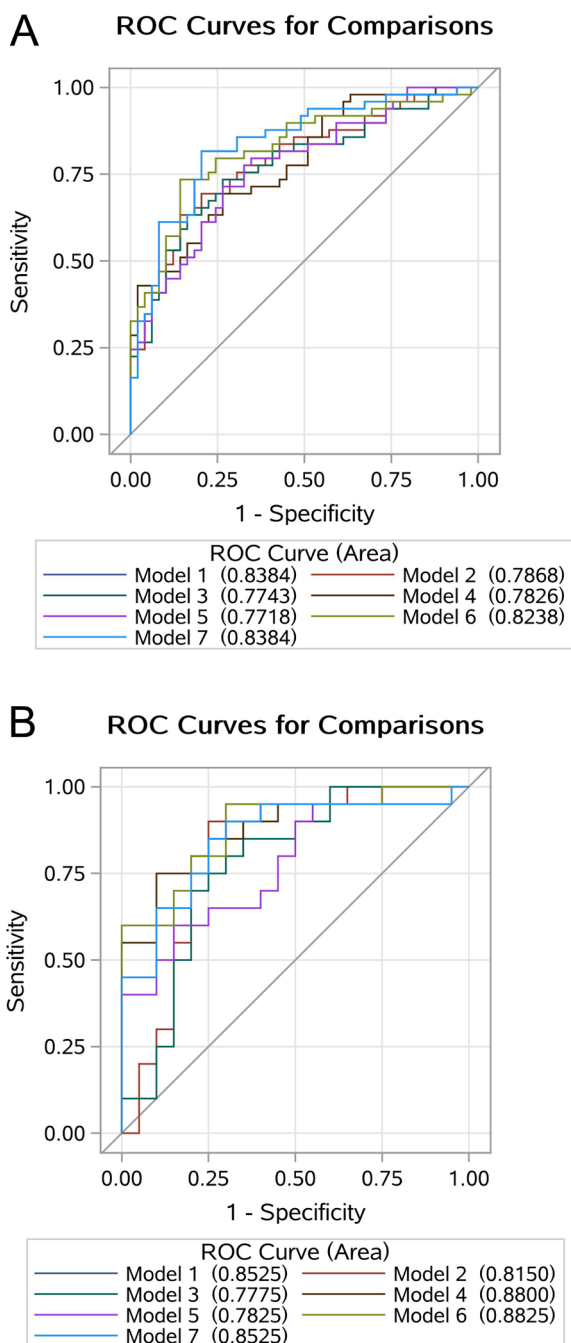 A
ROC Curves for Comparisons
1.00
0.75
0.50
0.25
0.00
Sensitivity
0.00 0.25 0.50 0.75 1.00
1 - Specificity
ROC Curve (Area)
Model 1 (0.8384) Model 2 (0.7868)
Model 3 (0.7743) Model 4 (0.7826)
Model 5 (0.7718) Model 6 (0.8238)
Model 7 (0.8384)
B
ROC Curves for Comparisons
1.00
0.75
0.50
0.25
0.00
Sensitivity
0.00 0.25 0.50 0.75 1.00
1 - Specificity
ROC Curve (Area)
Model 1 (0.8525) Model 2 (0.8150)
Model 3 (0.7775) Model 4 (0.8800)
Model 5 (0.7825) Model 6 (0.8825)
Model 7 (0.8525)